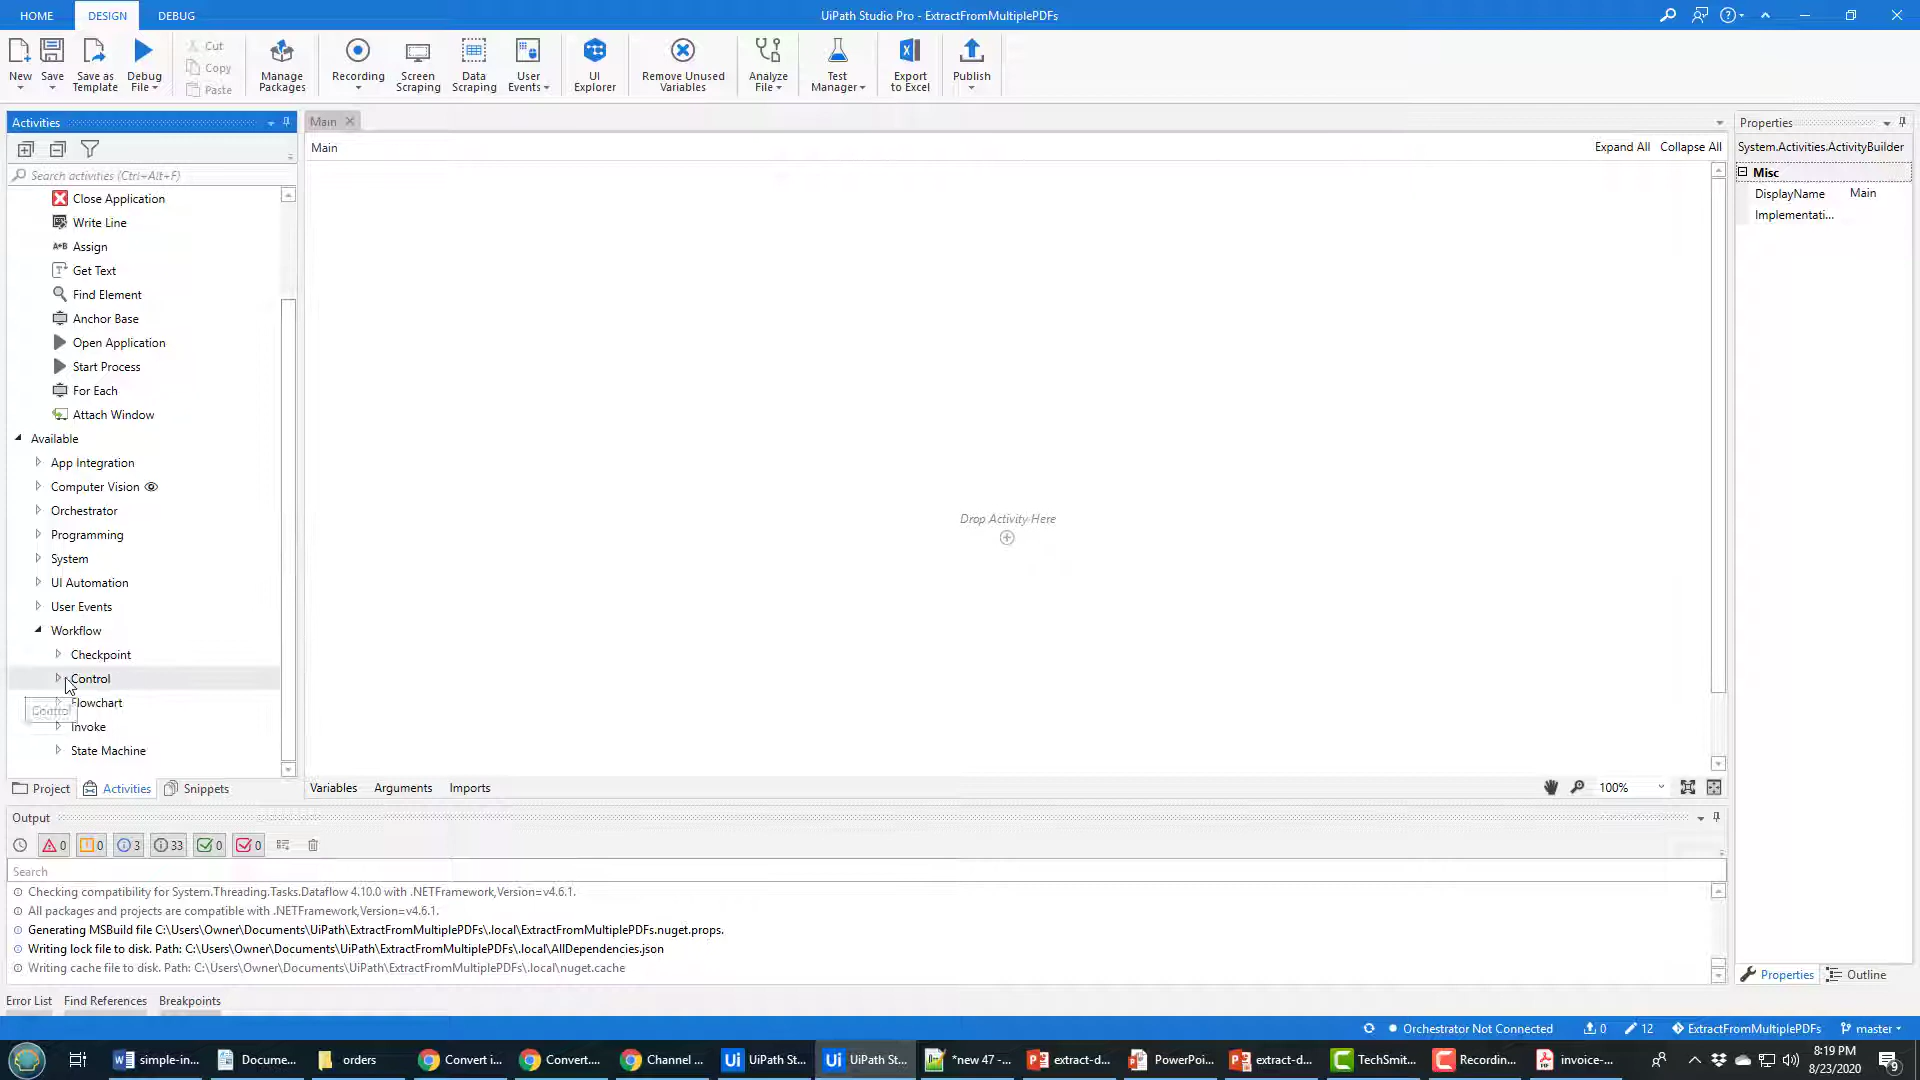 HOME DESIGN DEBUG UiPath Studio Pro - ExtractFromMultiplePDFs
New Save Save as Template Debug File Cut Copy Paste Manage Packages Recording Screen Scraping Data Scraping User Events UI Explorer Remove Unused Variables Analyze File Test Manager Export to Excel Publish
Activities
Search activities (Ctrl+Alt+F)
Close Application
Write Line
A+B Assign
Get Text
Find Element
Anchor Base
Open Application
Start Process
For Each
Attach Window
Available
App Integration
Computer Vision
Orchestrator
Programming
System
UI Automation
User Events
Workflow
Checkpoint
Control
Flowchart
Control
Invoke
State Machine
Project Activities Snippets
Main
Main Expand All Collapse All
Drop Activity Here
Variables Arguments Imports 100%
Properties
System.Activities.ActivityBuilder
Misc
DisplayName Main
Implementati...
Properties Outline
Output
0 0 3 33 0 0
Search
Checking compatibility for System.Threading.Tasks.Dataflow 4.10.0 with .NETFramework,Version=v4.6.1.
All packages and projects are compatible with .NETFramework,Version=v4.6.1.
Generating MSBuild file C:\Users\Owner\Documents\UiPath\ExtractFromMultiplePDFs\.local\ExtractFromMultiplePDFs.nuget.props.
Writing lock file to disk. Path: C:\Users\Owner\Documents\UiPath\ExtractFromMultiplePDFs\.local\AllDependencies.json
Writing cache file to disk. Path: C:\Users\Owner\Documents\UiPath\ExtractFromMultiplePDFs\.local\nuget.cache
Error List Find References Breakpoints
Orchestrator Not Connected 0 12 ExtractFromMultiplePDFs master
simple-in... Docume... orders Convert i... Convert.... Channel ... UiPath St... UiPath St... *new 47 -... extract-d... PowerPoi... extract-d... TechSmit... Recordin... invoice-... 8:19 PM
8/23/2020 9